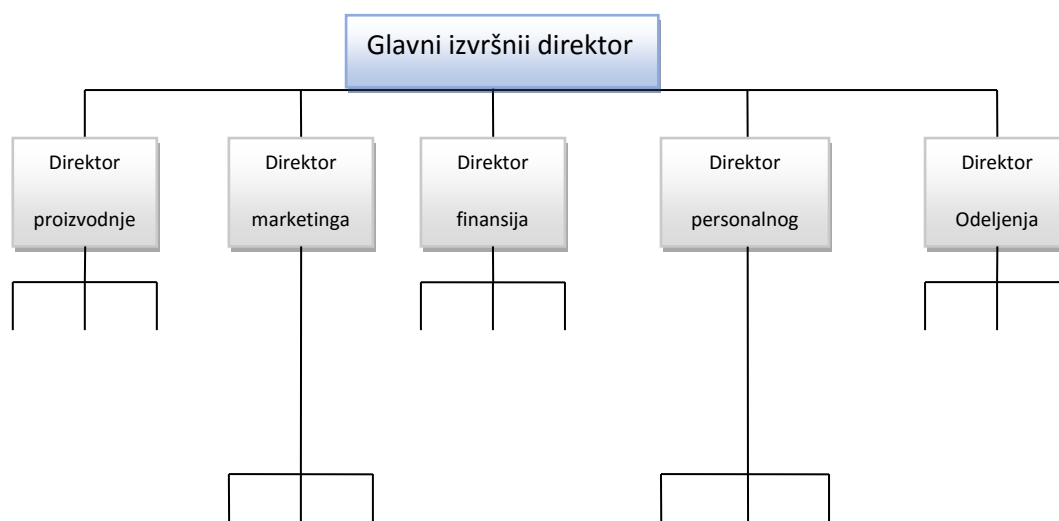 Glavni izvršnii direktor
Direktor
proizvodnje
Direktor
marketinga
Direktor
finansija
Direktor
personalnog
Direktor
Odeljenja